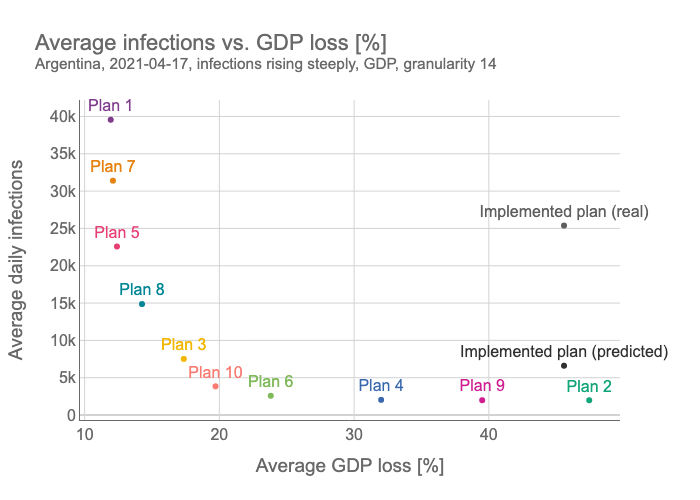 Average infections vs. GDP loss [%]
Argentina, 2021-04-17, infections rising steeply, GDP, granularity 14
Average daily infections
40k
35k
30k
25k
20k
15k
10k
5k
0
Plan 1
Plan 7
Plan 5
Implemented plan (real)
Plan 8
Plan 3
Implemented plan (predicted)
Plan 10
Plan 6
Plan 4
Plan 9
Plan 2
10
20
30
40
Average GDP loss [%]